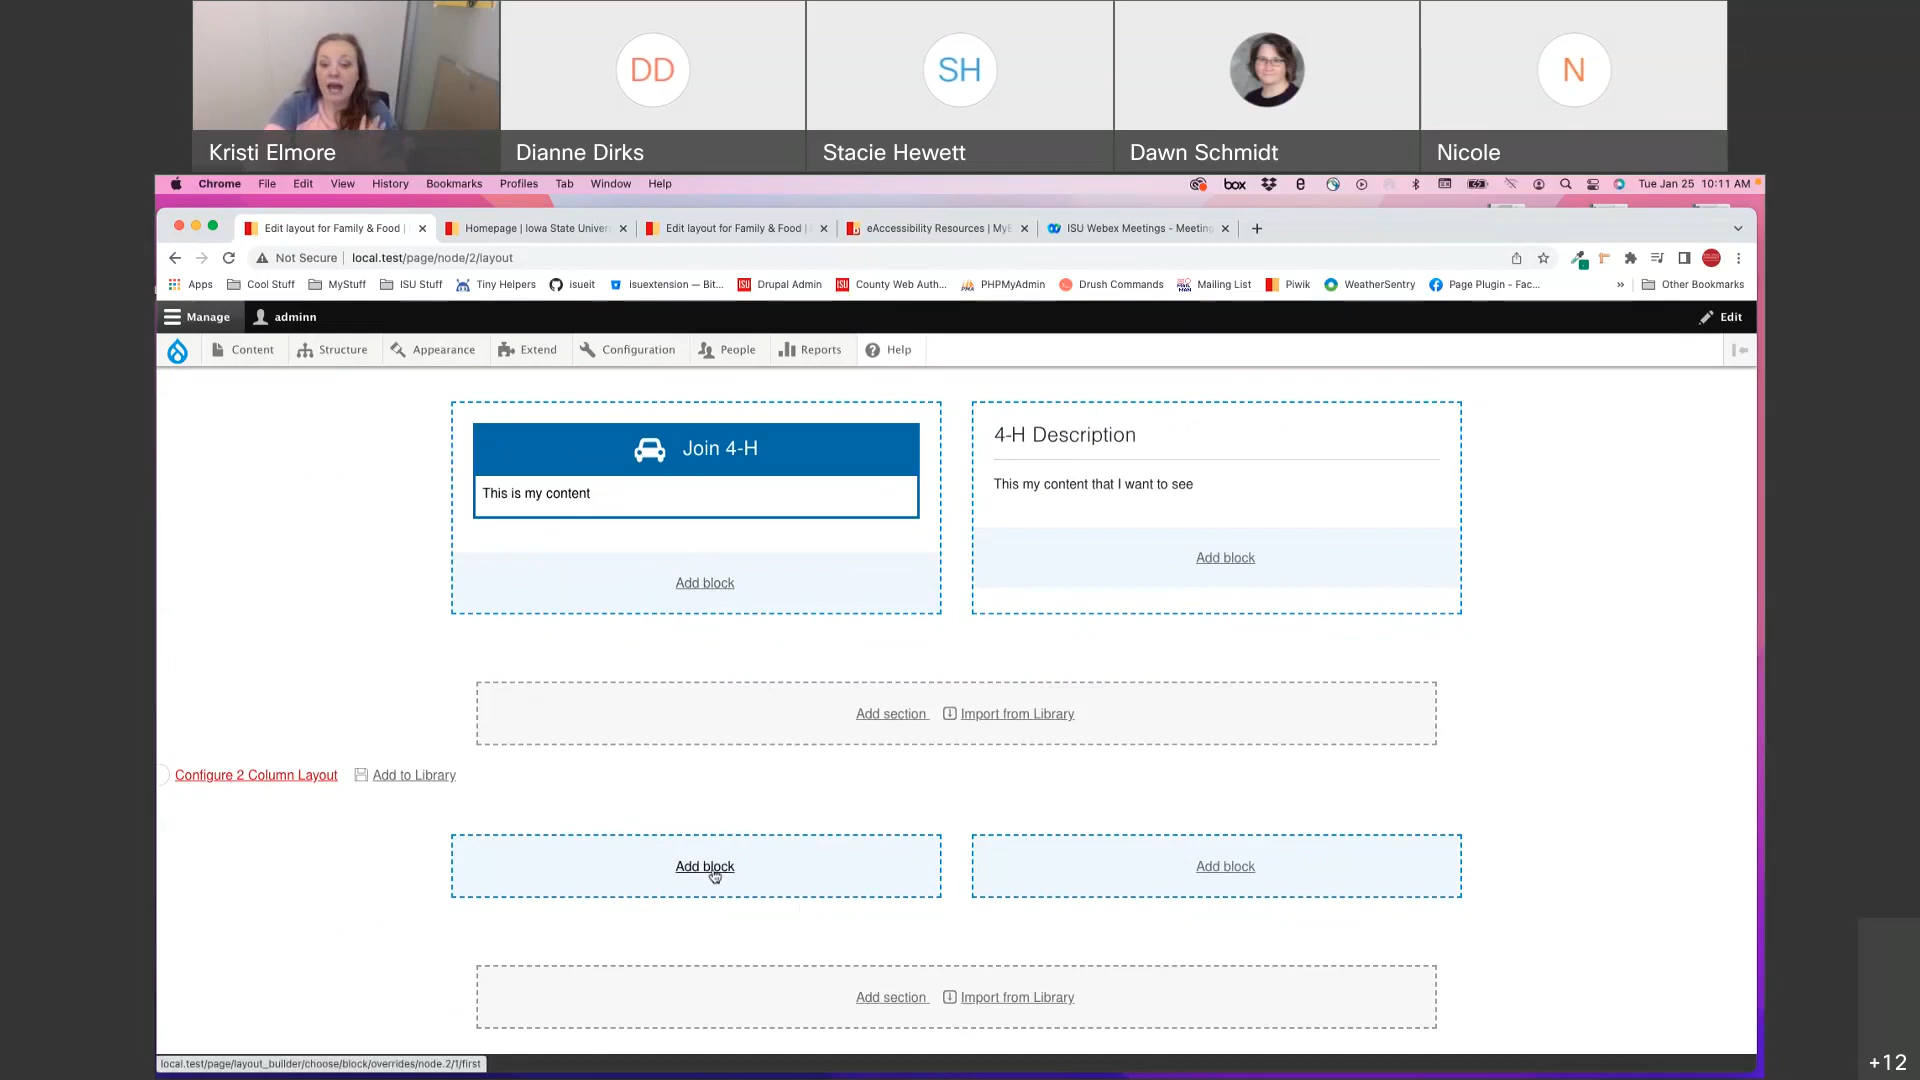 DD
SH
N
Kristi Elmore
Dianne Dirks
Stacie Hewett
Dawn Schmidt
Nicole
Chrome File Edit View History Bookmarks Profiles Tab Window Help
box
Tue Jan 25 10:11 AM
Edit layout for Family & Food |
Homepage | Iowa State Univer
Edit layout for Family & Food |
eAccessibility Resources | MyE
ISU Webex Meetings - Meeting
Not Secure local.test/page/node/2/layout
Apps Cool Stuff MyStuff ISU Stuff Tiny Helpers isueit isuextension — Bit... Drupal Admin County Web Auth... PHPMyAdmin Drush Commands Mailing List Piwik WeatherSentry Page Plugin - Fac... » Other Bookmarks
Manage adminn Edit
Content Structure Appearance Extend Configuration People Reports Help
Join 4-H
This is my content
Add block
4-H Description
This my content that I want to see
Add block
Add section Import from Library
Configure 2 Column Layout Add to Library
Add block
Add block
Add section Import from Library
local.test/page/layout_builder/choose/block/overrides/node.2/1/first
+12